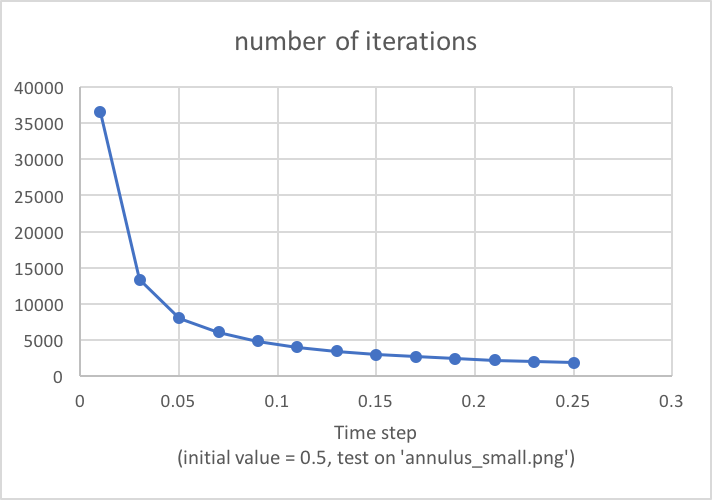 number of iterations
40000
35000
30000
25000
20000
15000
10000
5000
0
0 0.05 0.1 0.15 0.2 0.25 0.3
Time step
(initial value = 0.5, test on 'annulus_small.png')